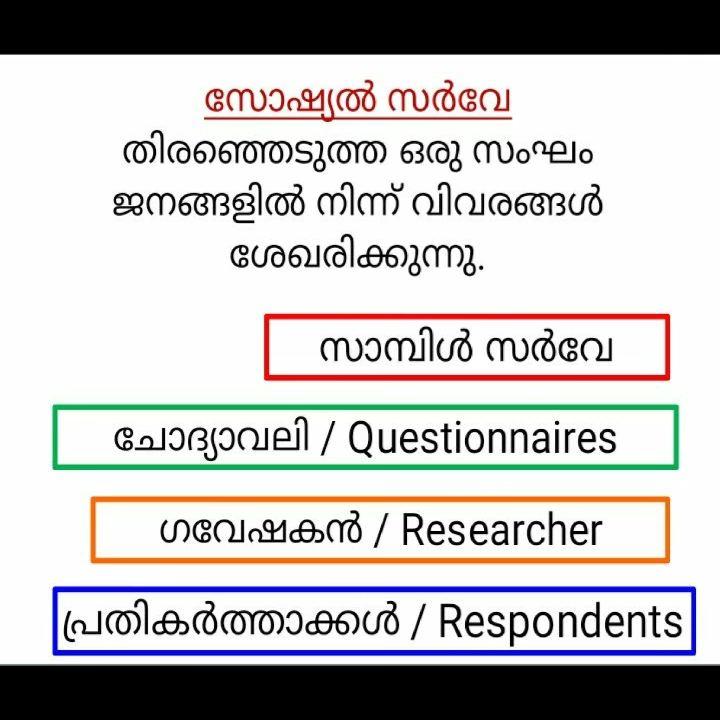 സോഷ്യൽ സർവേ
തിരഞ്ഞെടുത്ത ഒരു സംഘം
ജനങ്ങളിൽ നിന്ന് വിവരങ്ങൾ
ശേഖരിക്കുന്നു.
സാമ്പിൾ സർവേ
ചോദ്യാവലി / Questionnaires
ഗവേഷകൻ / Researcher
പ്രതികർത്താക്കൾ / Respondents